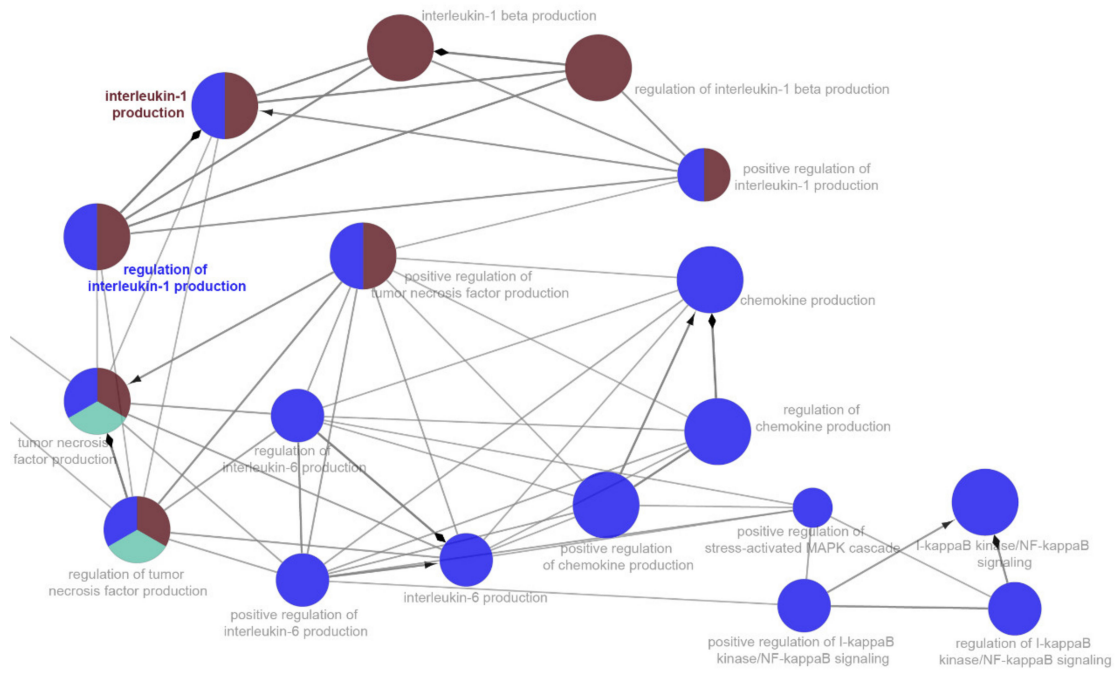 interleukin-1 beta production
regulation of interleukin-1 beta production
interleukin-1
production
positive regulation of
interleukin-1 production
regulation of
interleukin-1 production
positive regulation of
tumor necrosis factor production
chemokine production
regulation of
chemokine production
tumor necrosis
factor production
regulation of
interleukin-6 production
positive regulation of
stress-activated MAPK cascade
I-kappaB kinase/NF-kappaB
signaling
positive regulation
of chemokine production
regulation of tumor
necrosis factor production
interleukin-6 production
positive regulation of
interleukin-6 production
positive regulation of I-kappaB
kinase/NF-kappaB signaling
regulation of I-kappaB
kinase/NF-kappaB signaling